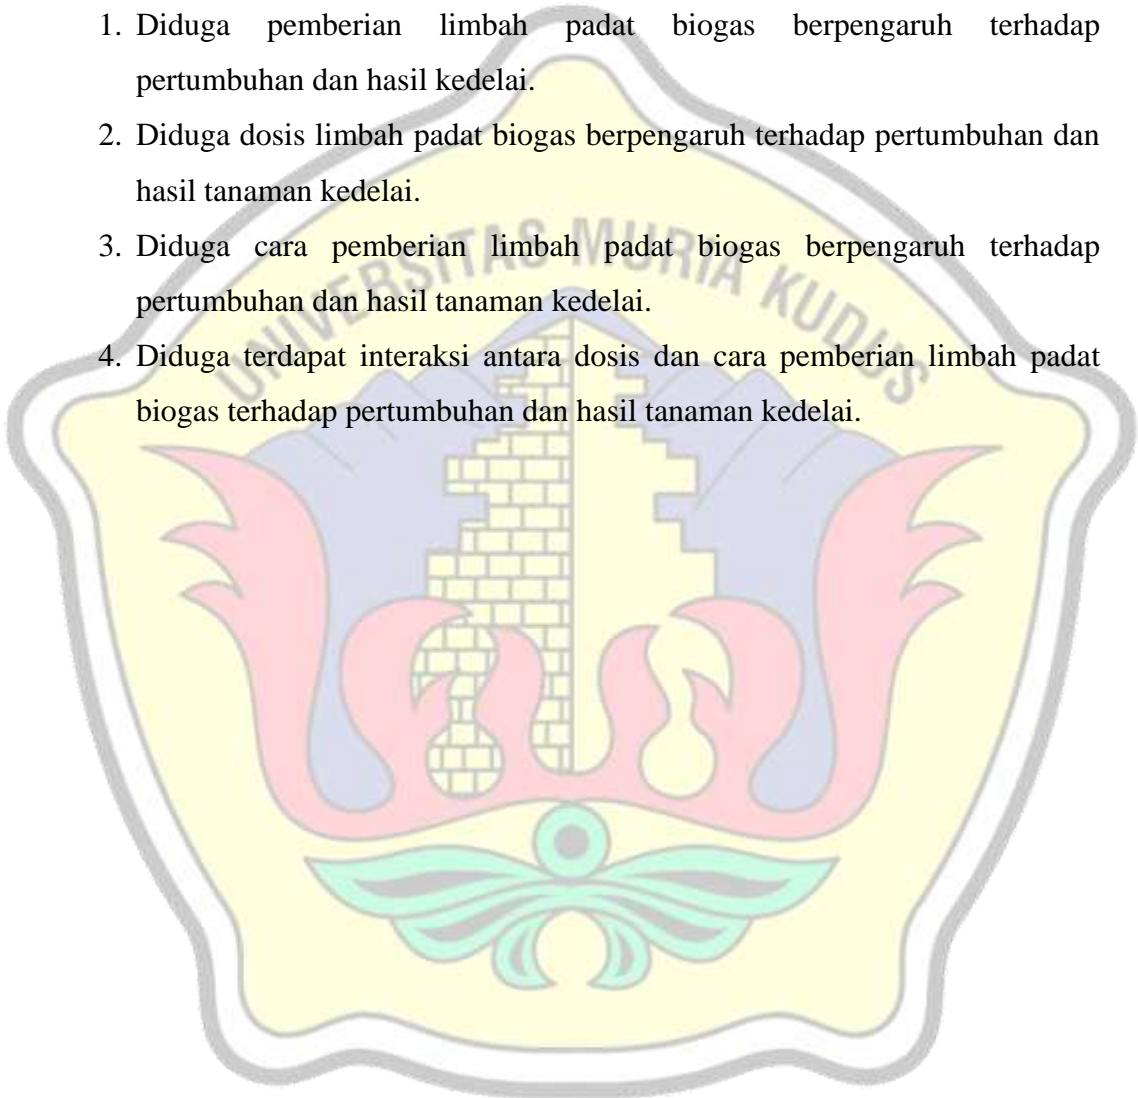 1. Diduga pemberian limbah padat biogas berpengaruh terhadap
pertumbuhan dan hasil kedelai.
2. Diduga dosis limbah padat biogas berpengaruh terhadap pertumbuhan dan
hasil tanaman kedelai.
3. Diduga cara pemberian limbah padat biogas berpengaruh terhadap
pertumbuhan dan hasil tanaman kedelai.
4. Diduga terdapat interaksi antara dosis dan cara pemberian limbah padat
biogas terhadap pertumbuhan dan hasil tanaman kedelai.
UNIVERSITAS MURIA KUDUS